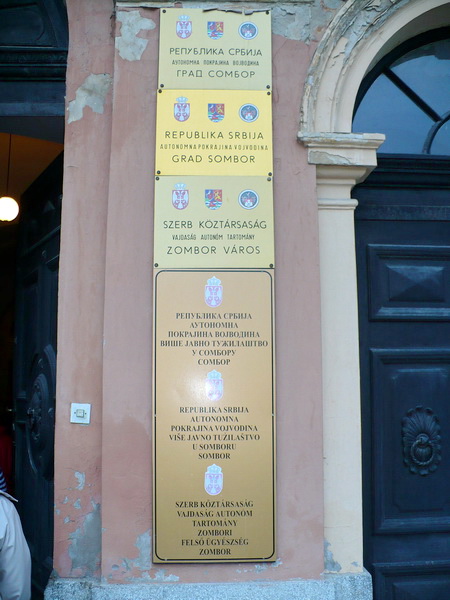 РЕПУБЛИКА СРБИЈА
АУТОНОМНА ПОКРАЈИНА ВОЈВОДИНА
ГРАД СОМБОР
REPUBLIKA SRBIJA
AUTONOMNA POKRAJINA VOJVODINA
GRAD SOMBOR
SZERB KÖZTÁRSASÁG
VAJDASÁG AUTONÓM TARTOMÁNY
ZOMBOR VÁROS
РЕПУБЛИКА СРБИЈА
АУТОНОМНА
ПОКРАЈИНА ВОЈВОДИНА
ВИШЕ ЈАВНО ТУЖИЛАШТВО
У СОМБОРУ
СОМБОР
REPUBLIKA SRBIJA
AUTONOMNA
POKRAJINA VOJVODINA
VIŠE JAVNO TUŽILAŠTVO
U SOMBORU
SOMBOR
SZERB KÖZTÁRSASÁG
VAJDASÁG AUTONOM
TARTOMÁNY
ZOMBORI
FELSŐ ÜGYÉSZSÉG
ZOMBOR